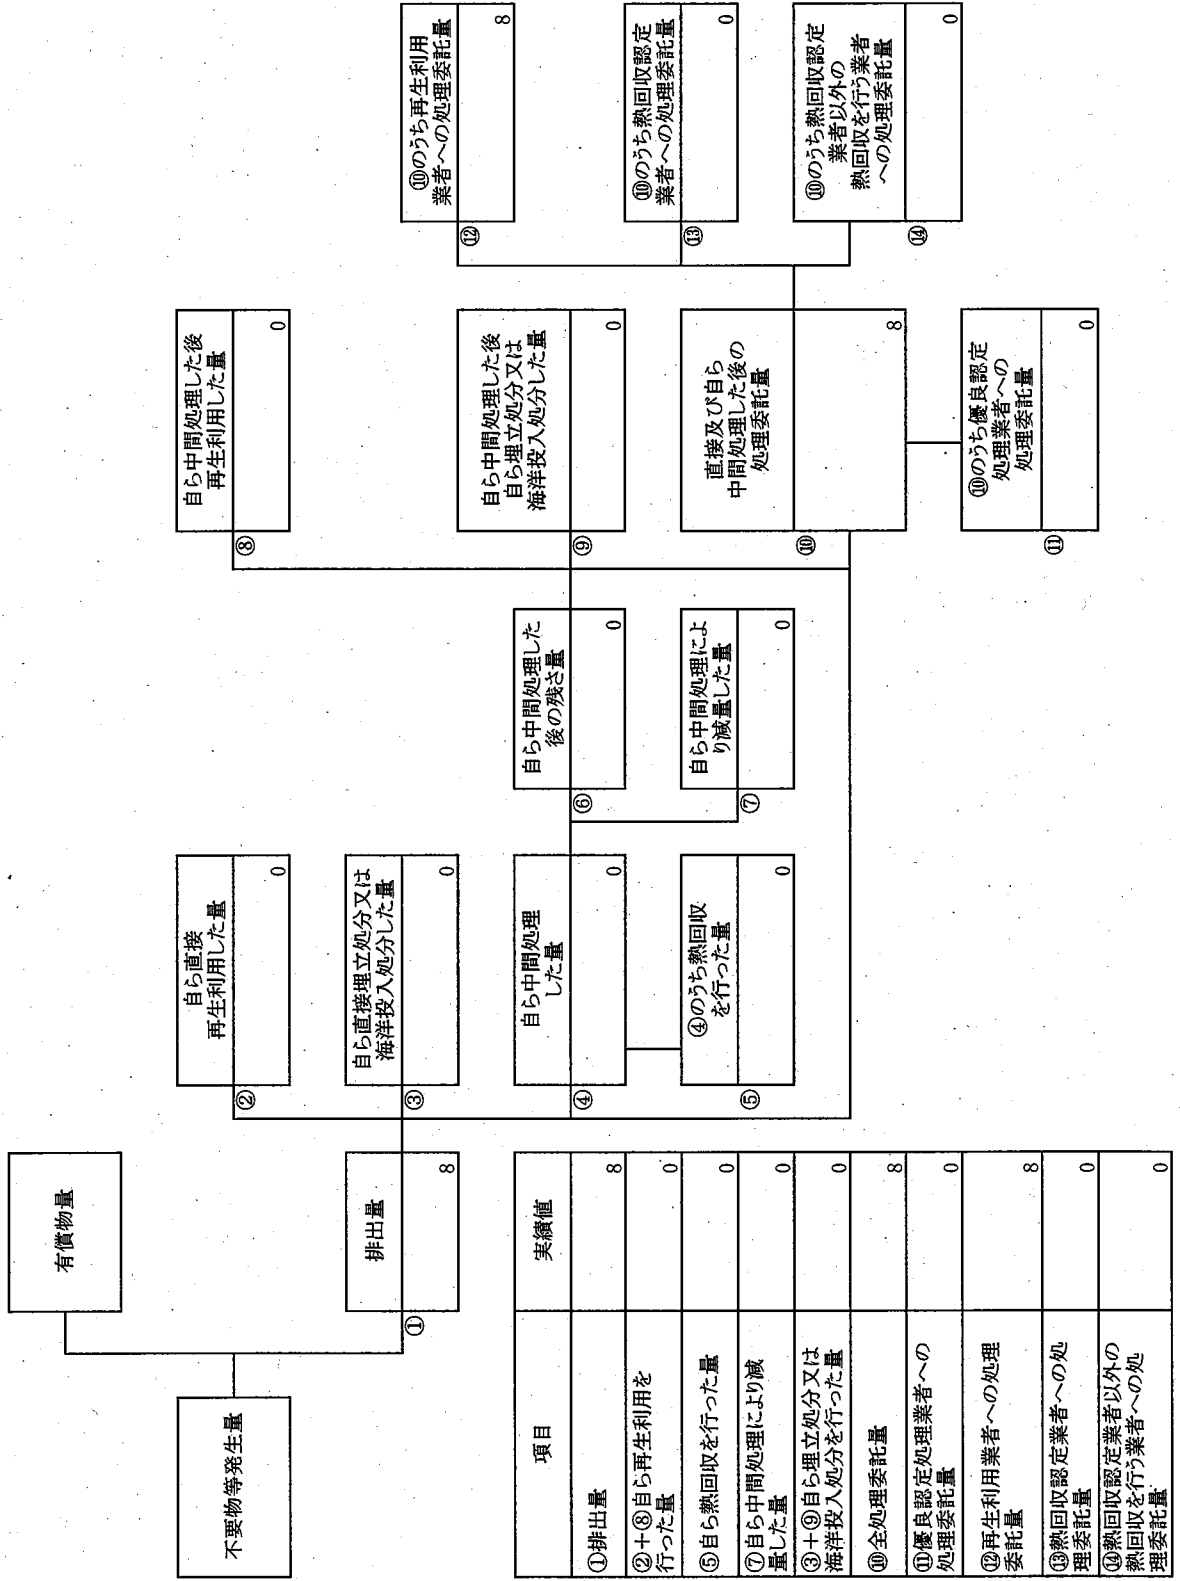 不要物等発生量
有償物量
①
排出量
8
②
自ら直接
再生利用した量
0
③
自ら直接埋立処分又は
海洋投入処分した量
0
④
自ら中間処理
した量
0
⑤
④のうち熱回収
を行った量
0
⑥
自ら中間処理した
後の残さ量
0
⑦
自ら中間処理によ
り減量した量
0
⑧
自ら中間処理した後
再生利用した量
0
⑨
自ら中間処理した後
自ら埋立処分又は
海洋投入処分した量
0
⑩
直接及び自ら
中間処理した後の
処理委託量
8
⑪
⑩のうち優良認定
処理業者への
処理委託量
0
⑫
⑩のうち再生利用
業者への処理委託量
8
⑬
⑩のうち熱回収認定
業者への処理委託量
0
⑭
⑩のうち熱回収認定
業者以外の
熱回収を行う業者
への処理委託量
0
項目 実績値
①排出量 8
②+⑧自ら再生利用を
行った量 0
⑤自ら熱回収を行った量 0
⑦自ら中間処理により減
量した量 0
③+⑨自ら埋立処分又は
海洋投入処分を行った量 0
⑩全処理委託量 8
⑪優良認定処理業者への
処理委託量 0
⑫再生利用業者への処理
委託量 8
⑬熱回収認定業者への処
理委託量 0
⑭熱回収認定業者以外の
熱回収を行う業者への処
理委託量 0